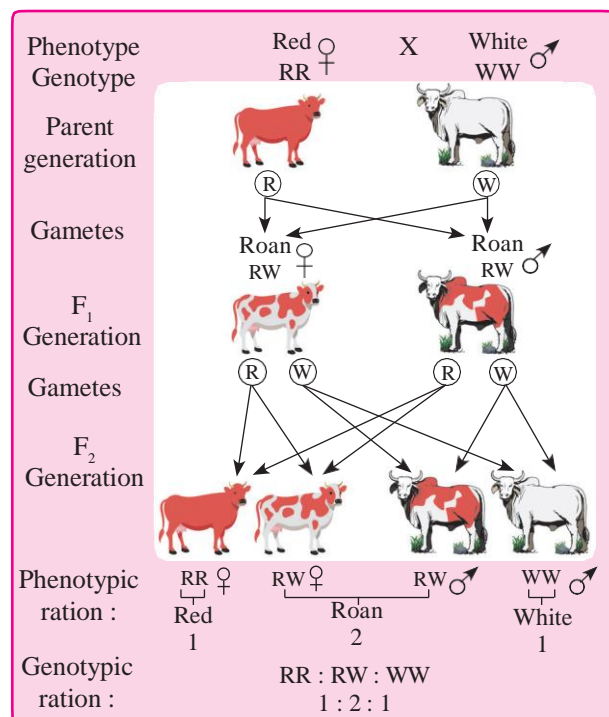 Phenotype Red ♀ X White ♂
Genotype RR WW
Parent
generation
R W
Gametes
Roan ♀ Roan ♂
RW RW
F₁
Generation
Gametes R W R W
F₂
Generation
Phenotypic RR ♀ RW♀ RW♂ WW ♂
ration : Red Roan White
1 2 1
Genotypic RR : RW : WW
ration : 1 : 2 : 1